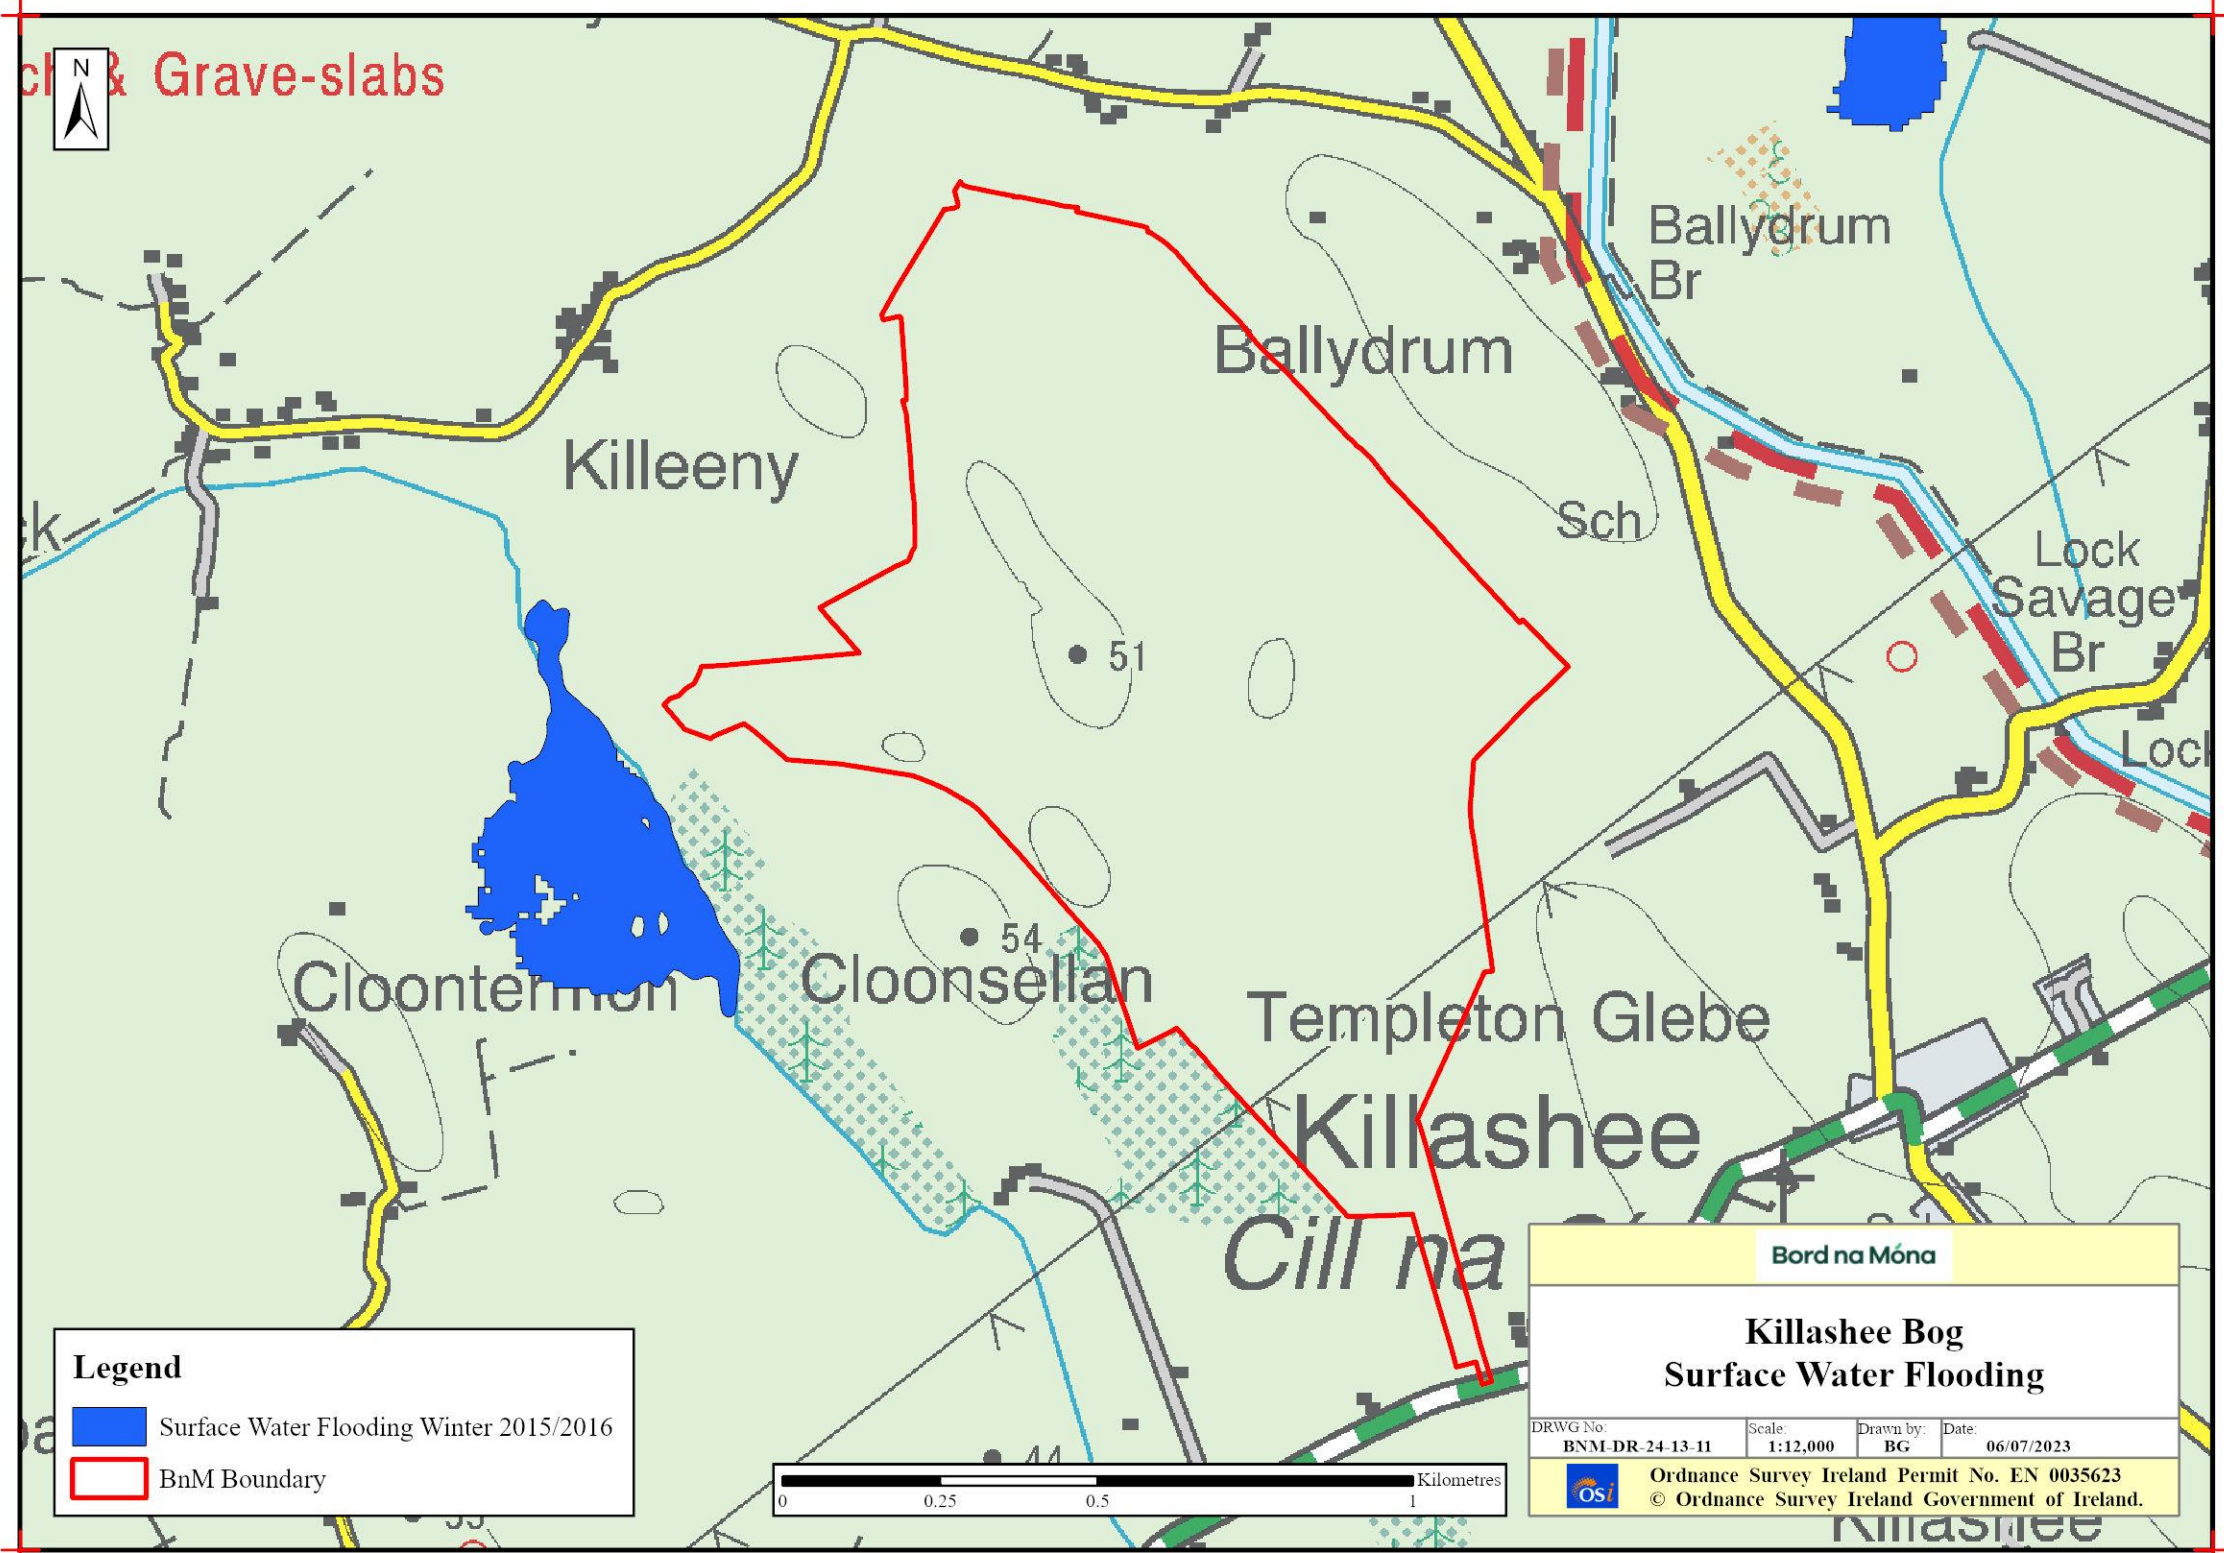 N
& Grave-slabs
Ballydrum
Br
Ballydrum
Killeeny
Sch
Lock
Savage
Br
51
Lock
54
Cloonsellan
Cloontermon
Templeton Glebe
Killashee
Cill na
Bord na Móna
Killashee Bog
Surface Water Flooding
DRWG No:
BNM-DR-24-13-11
Scale:
1:12,000
Drawn by:
BG
Date:
06/07/2023
OSi
Ordnance Survey Ireland Permit No. EN 0035623
© Ordnance Survey Ireland Government of Ireland.
Legend
Surface Water Flooding Winter 2015/2016
BnM Boundary
44
Kilometres
0 0.25 0.5 1
Killashee